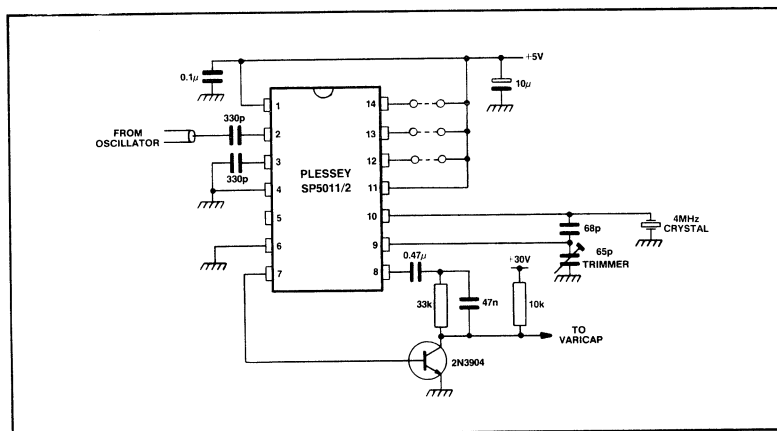 +5V
0.1μ
10μ
330p
FROM
OSCILLATOR
330p
PLESSEY
SP5011/2
1
2
3
4
5
6
7
14
13
12
11
10
9
8
4MHz
CRYSTAL
68p
65p
TRIMMER
0.47μ
33k
47n
+30V
10k
TO
VARICAP
2N3904